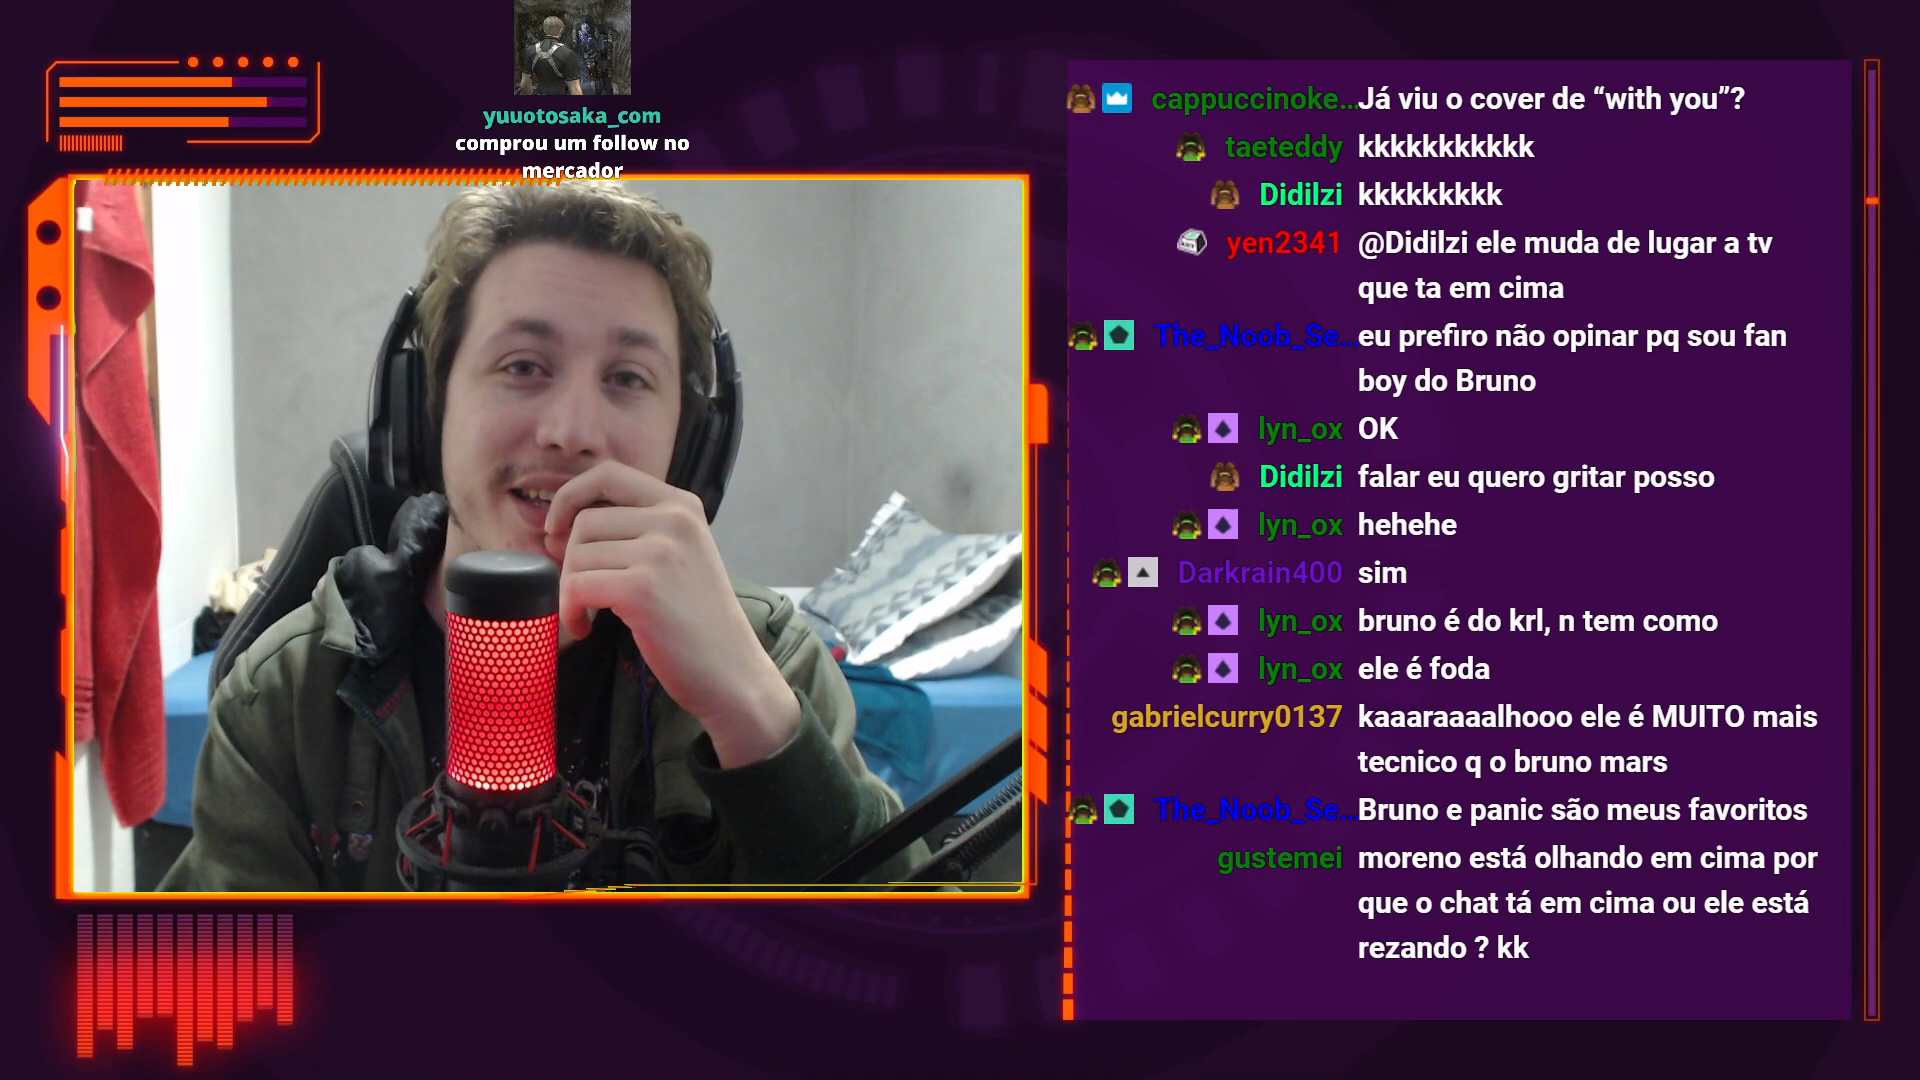 yuuotosaka_com
comprou um follow no
mercador
cappuccinoke... Já viu o cover de “with you”?
taeteddy kkkkkkkkkkk
Didilzi kkkkkkkkk
yen2341 @Didilzi ele muda de lugar a tv
que ta em cima
The_Noob_Se... eu prefiro não opinar pq sou fan
boy do Bruno
lyn_ox OK
Didilzi falar eu quero gritar posso
lyn_ox hehehe
Darkrain400 sim
lyn_ox bruno é do krl, n tem como
lyn_ox ele é foda
gabrielcurry0137 kaaaraaaalhooo ele é MUITO mais
tecnico q o bruno mars
The_Noob_Se... Bruno e panic são meus favoritos
gustemei moreno está olhando em cima por
que o chat tá em cima ou ele está
rezando ? kk